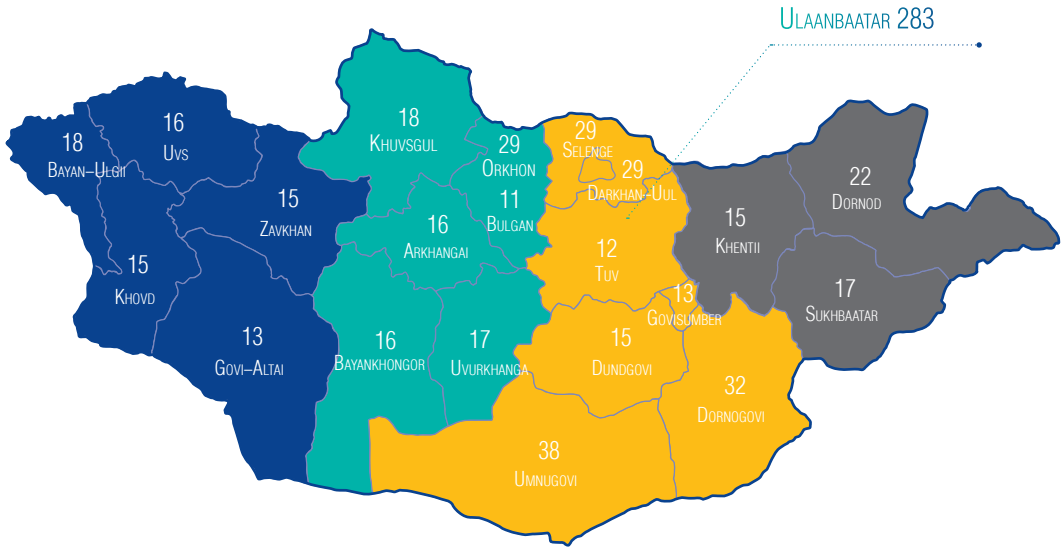 ULAANBAATAR 283
18
BAYAN–ULGII
16
UVS
15
ZAVKHAN
15
KHOVD
13
GOVI–ALTAI
18
KHUVSGUL
29
ORKHON
11
BULGAN
16
ARKHANGAI
16
BAYANKHONGOR
17
UVURKHANGA
29
SELENGE
29
DARKHAN–UUL
12
TUV
13
GOVISUMBER
15
DUNDGOVI
32
DORNOGOVI
38
UMNUGOVI
15
KHENTII
22
DORNOD
17
SUKHBAATAR